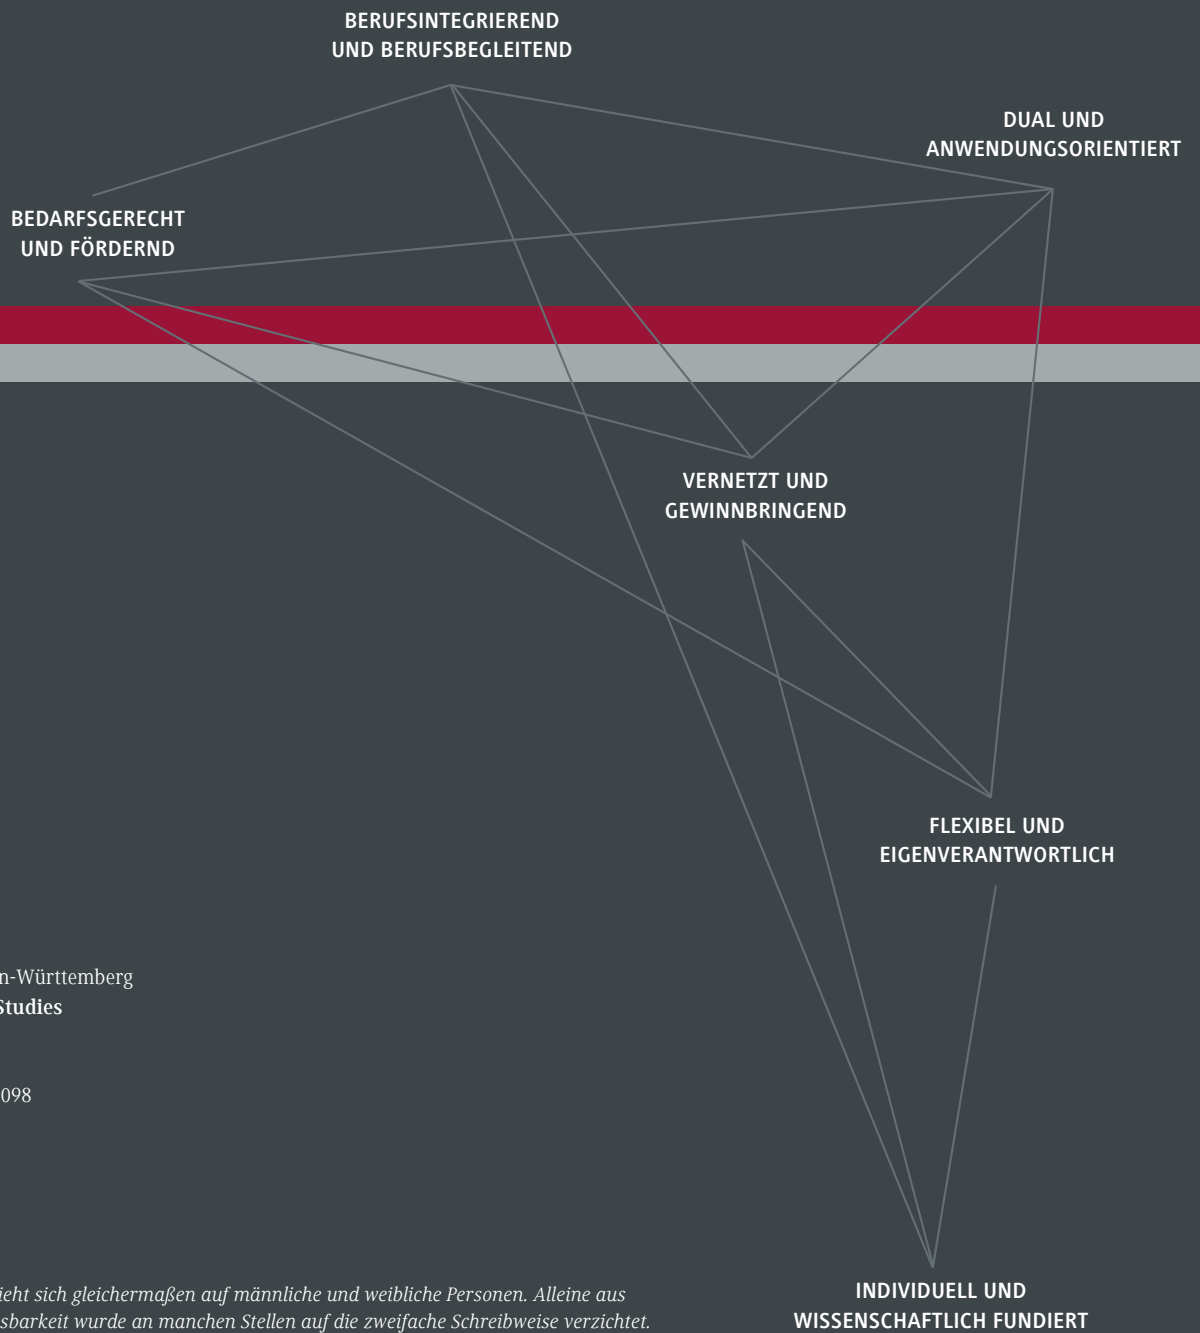 BERUFSINTEGRIEREND
UND BERUFSBEGLEITEND
DUAL UND
ANWENDUNGSORIENTIERT
BEDARFSGERECHT
UND FÖRDERND
VERNETZT UND
GEWINNBRINGEND
FLEXIBEL UND
EIGENVERANTWORTLICH
n-Württemberg
Studies
098
ieht sich gleichermaßen auf männliche und weibliche Personen. Alleine aus
sbarkeit wurde an manchen Stellen auf die zweifache Schreibweise verzichtet.
INDIVIDUELL UND
WISSENSCHAFTLICH FUNDIERT